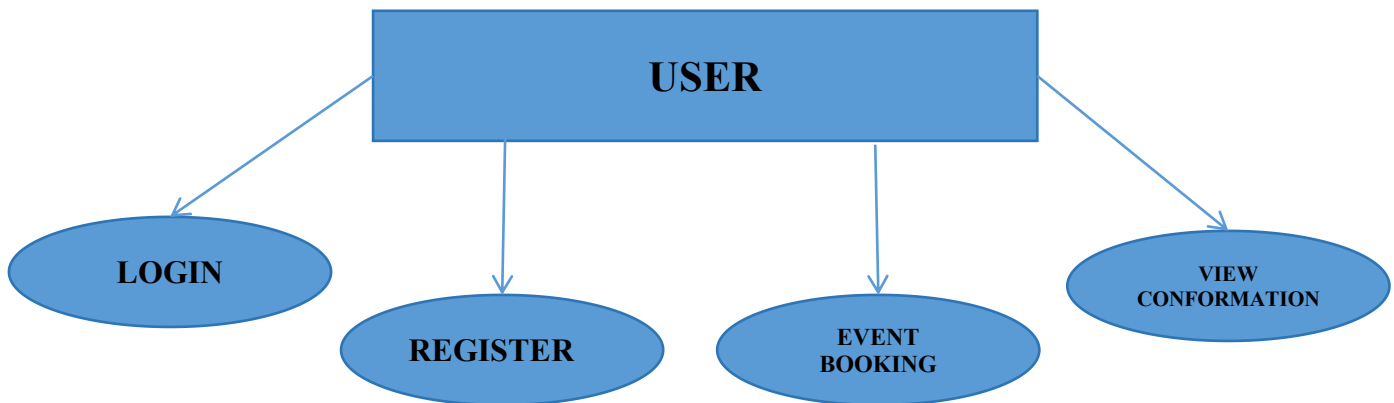 USER
LOGIN
REGISTER
EVENT
BOOKING
VIEW
CONFORMATION